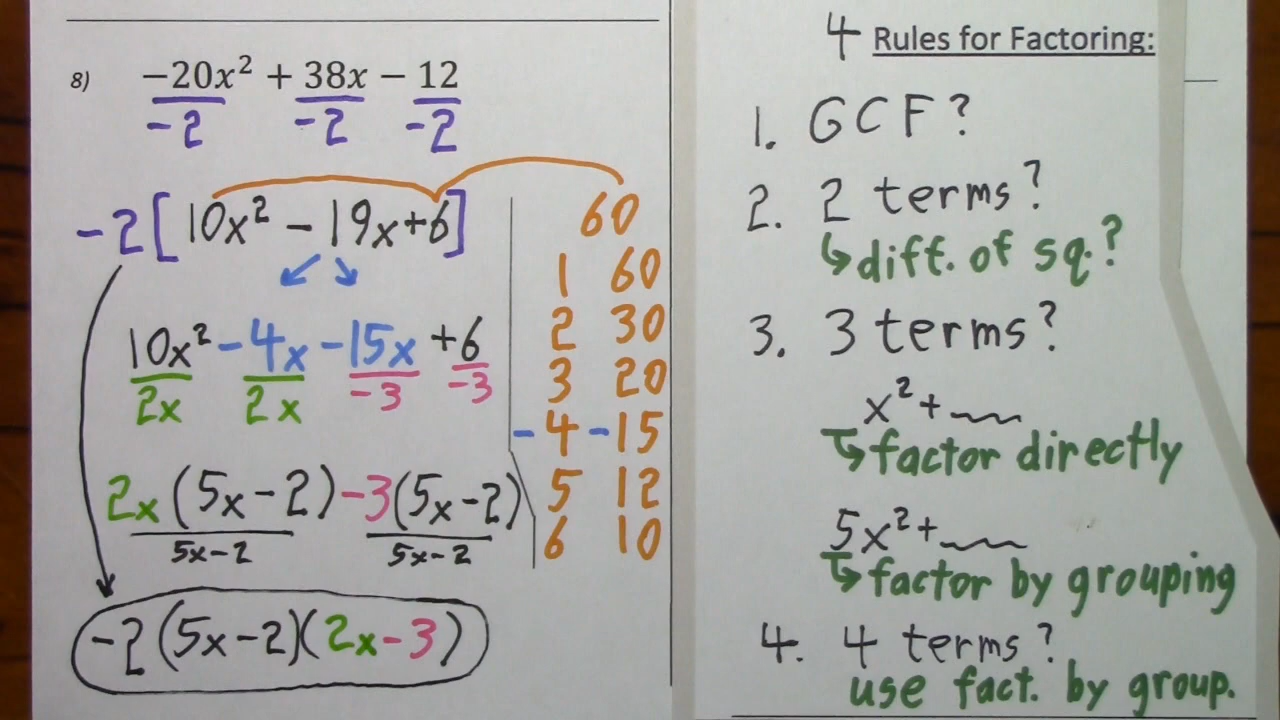 8) −20x² + 38x − 12
-2 -2 -2
-2[10x² - 19x+6]
10x² -4x -15x +6
2x 2x -3 -3
2x(5x-2)-3(5x-2)
5x-2 5x-2
-2(5x-2)(2x-3)
60
1 60
2 30
3 20
-4 -15
5 12
6 10
4 Rules for Factoring:
1. GCF?
2. 2 terms?
diff. of sq.?
3. 3 terms?
x²+
factor directly
5x²+
factor by grouping
4. 4 terms?
use fact. by group.